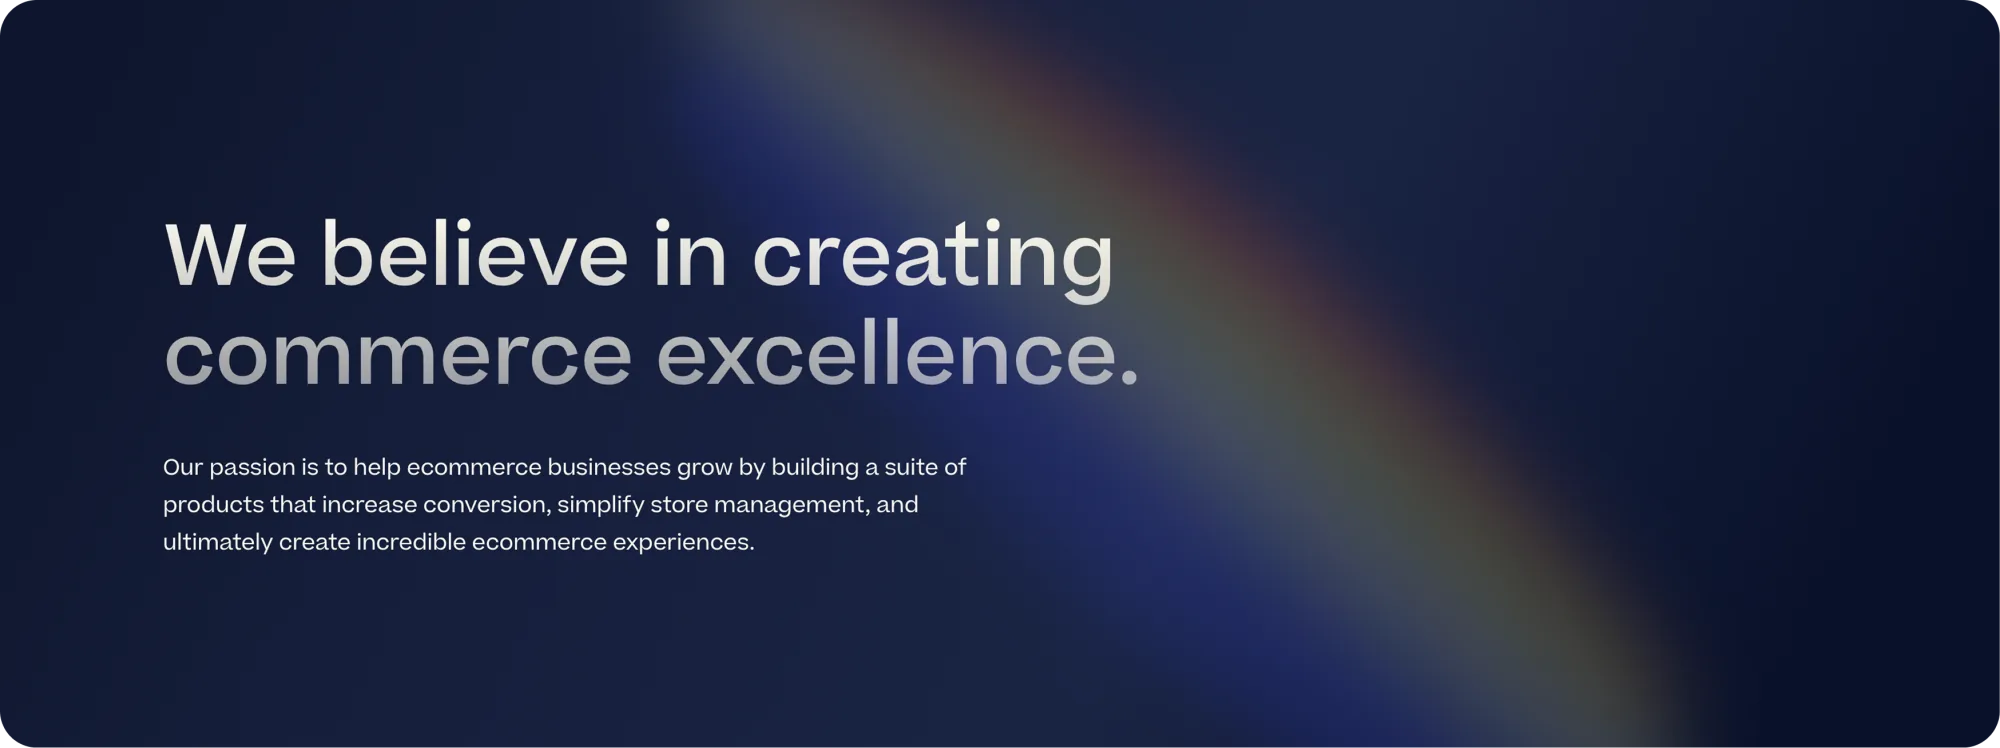 We believe in creating
commerce excellence.
Our passion is to help ecommerce businesses grow by building a suite of
products that increase conversion, simplify store management, and
ultimately create incredible ecommerce experiences.